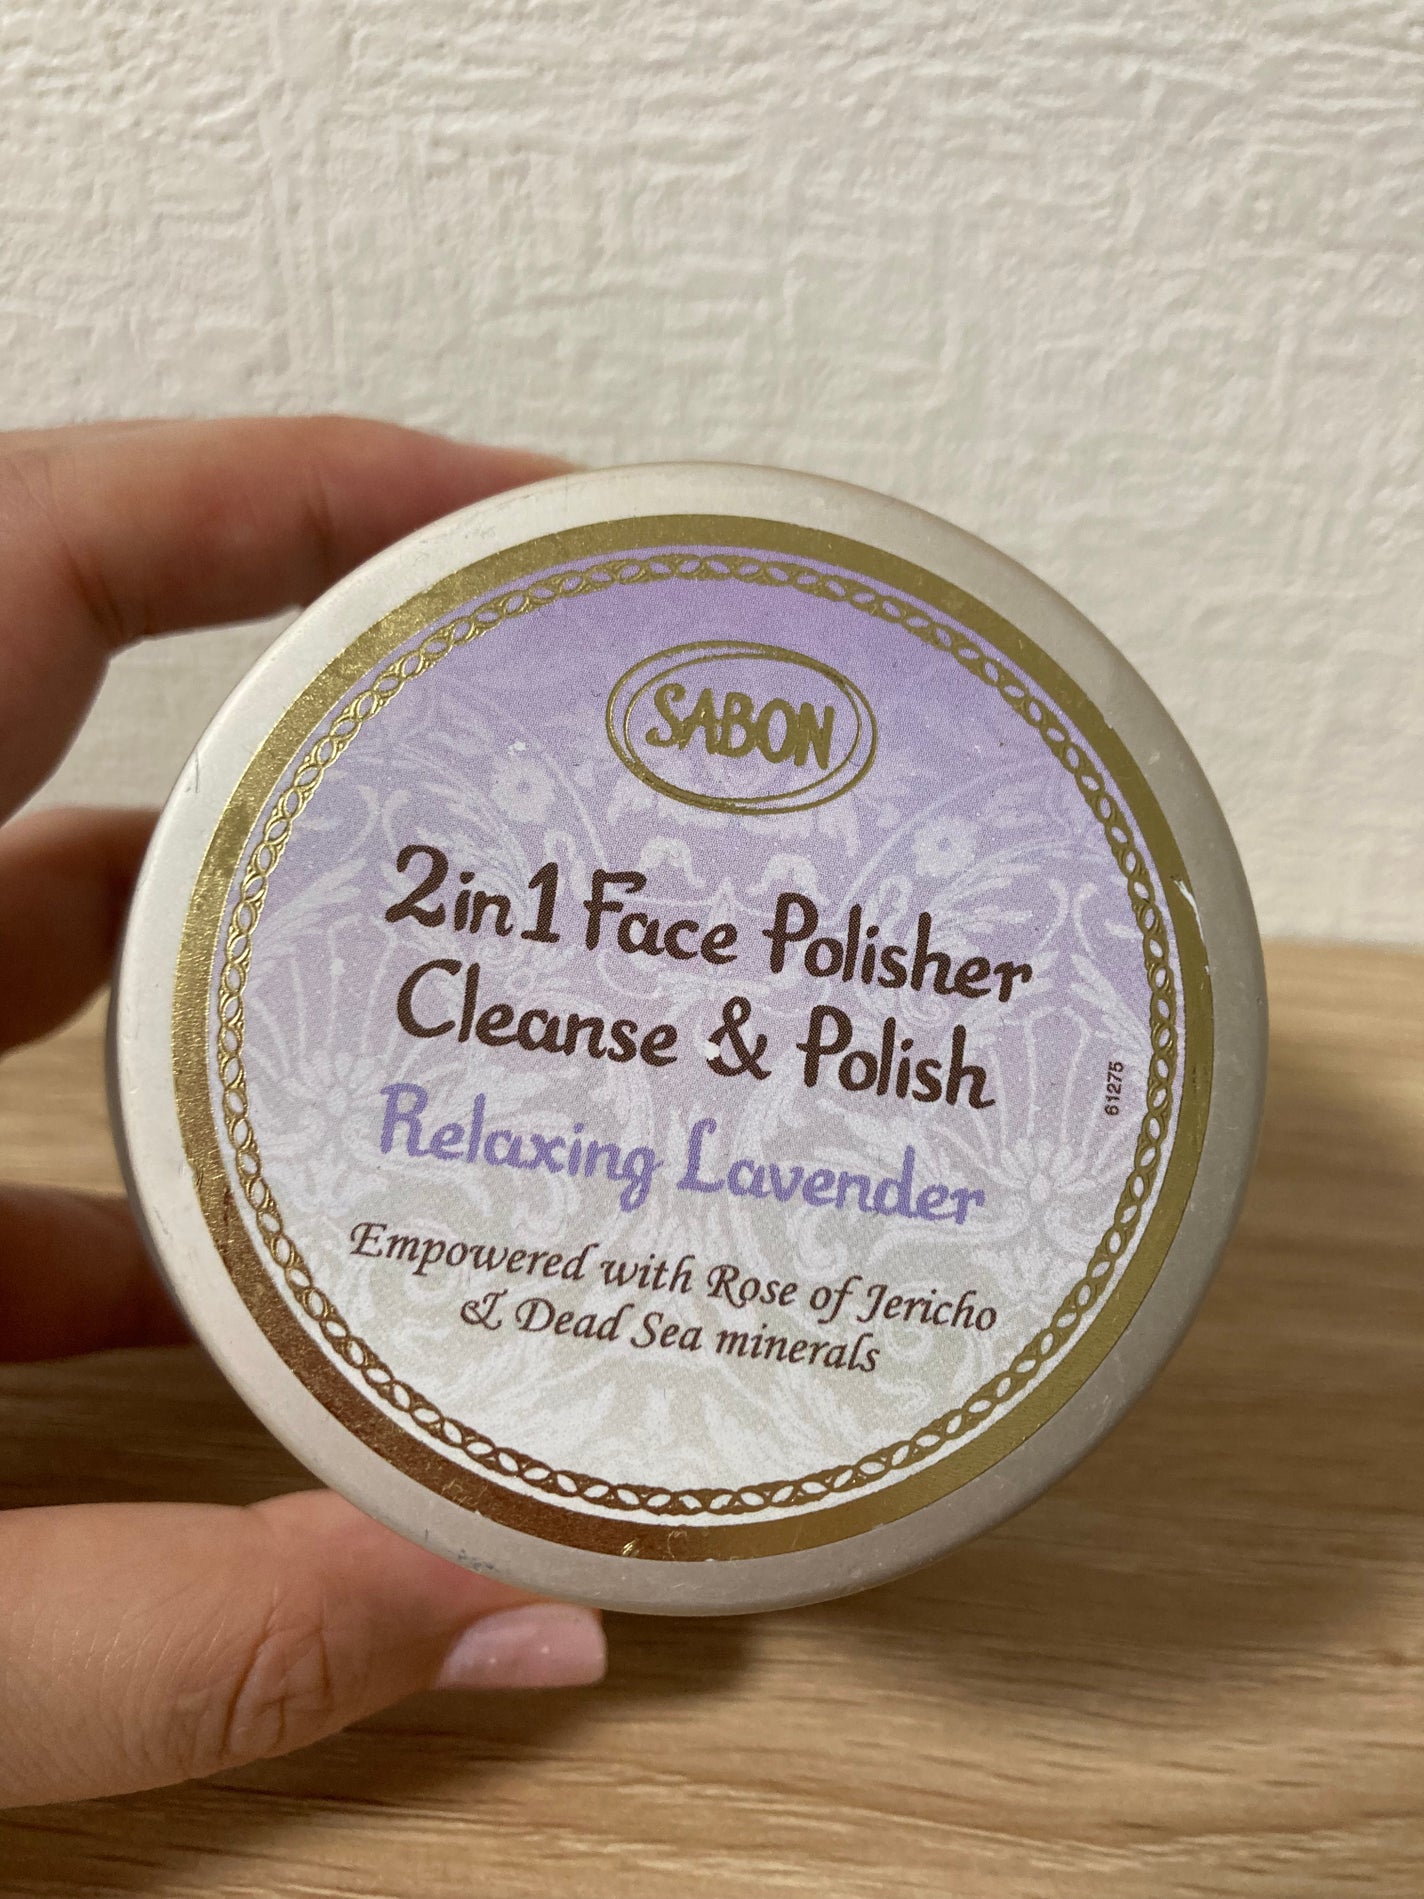 SABON
2in1 Face Polisher
Cleanse & Polish
Relaxing Lavender
Empowered with Rose of Jericho
& Dead Sea minerals
61275